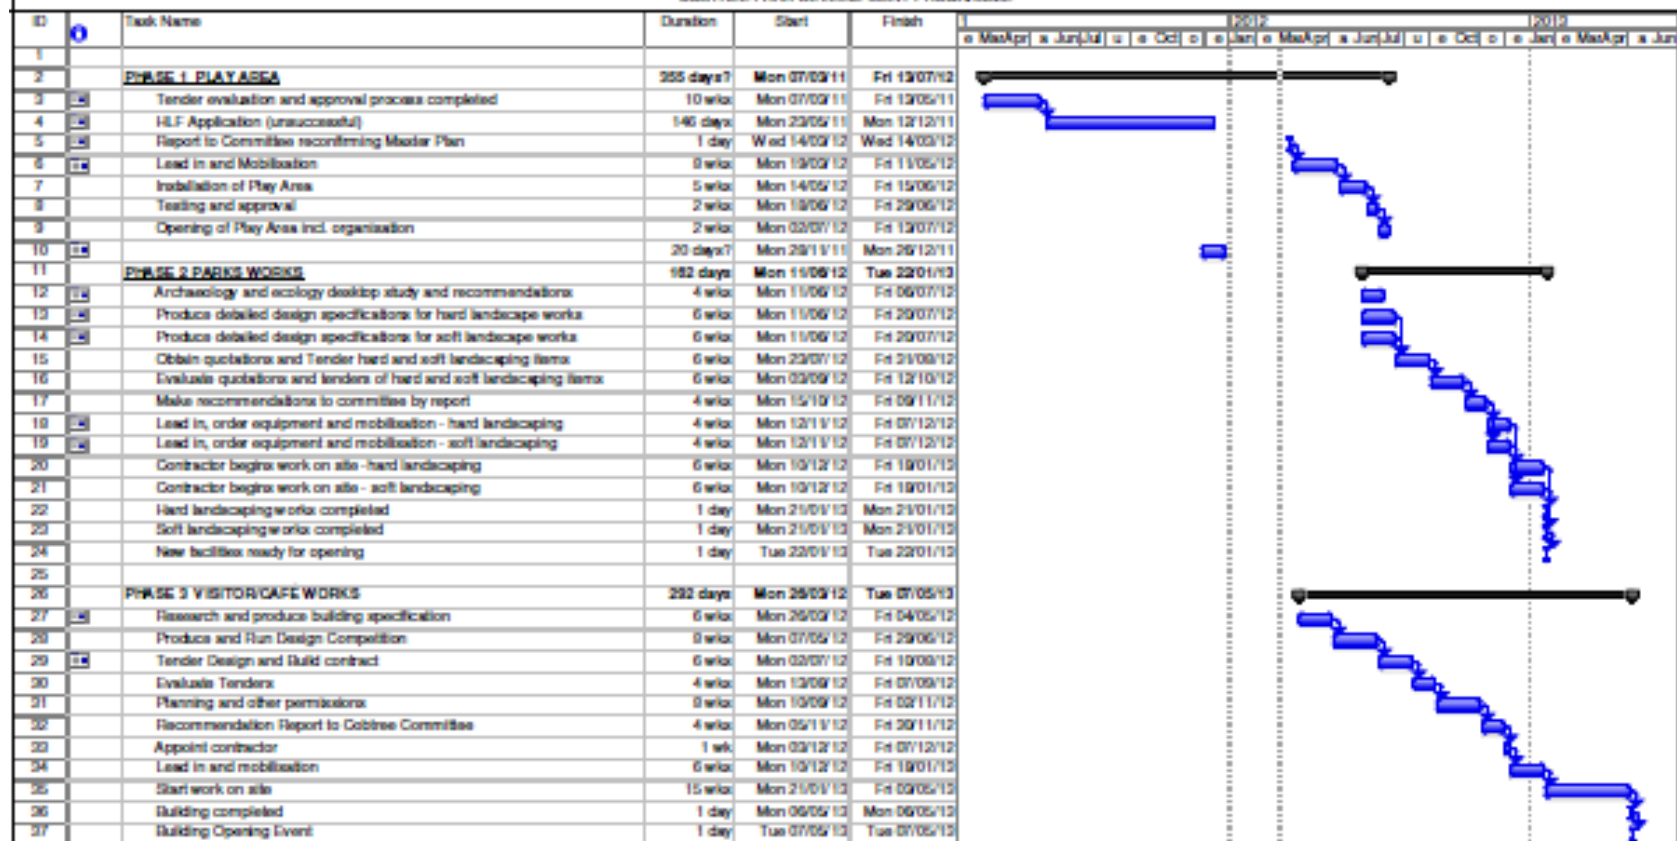 ID Task Name Duration Start Finish 1 2012 2013
e Mar Apr a Jun Jul u e Oct o e Jan e Mar Apr a Jun Jul u e Oct o e Jan e Mar Apr a Jun
1
2 PHASE 1 PLAY AREA 355 days? Mon 07/03/11 Fri 13/07/12
3 Tender evaluation and approval process completed 10 wks Mon 07/03/11 Fri 13/05/11
4 HLF Application (unsuccessful) 146 days Mon 23/05/11 Mon 12/12/11
5 Report to Committee reconfirming Master Plan 1 day Wed 14/03/12 Wed 14/03/12
6 Lead in and Mobilisation 8 wks Mon 19/03/12 Fri 11/05/12
7 Installation of Play Area 5 wks Mon 14/05/12 Fri 15/06/12
8 Testing and approval 2 wks Mon 18/06/12 Fri 29/06/12
9 Opening of Play Area incl. organisation 2 wks Mon 02/07/12 Fri 13/07/12
10 20 days? Mon 28/11/11 Mon 26/12/11
11 PHASE 2 PARKS WORKS 162 days Mon 11/06/12 Tue 22/01/13
12 Archaeology and ecology desktop study and recommendations 4 wks Mon 11/06/12 Fri 06/07/12
13 Produce detailed design specifications for hard landscape works 6 wks Mon 11/06/12 Fri 20/07/12
14 Produce detailed design specifications for soft landscape works 6 wks Mon 11/06/12 Fri 20/07/12
15 Obtain quotations and Tender hard and soft landscaping items 6 wks Mon 23/07/12 Fri 31/08/12
16 Evaluate quotations and tenders of hard and soft landscaping items 6 wks Mon 03/09/12 Fri 12/10/12
17 Make recommendations to committee by report 4 wks Mon 15/10/12 Fri 09/11/12
18 Lead in, order equipment and mobilisation - hard landscaping 4 wks Mon 12/11/12 Fri 07/12/12
19 Lead in, order equipment and mobilisation - soft landscaping 4 wks Mon 12/11/12 Fri 07/12/12
20 Contractor begins work on site - hard landscaping 6 wks Mon 10/12/12 Fri 18/01/13
21 Contractor begins work on site - soft landscaping 6 wks Mon 10/12/12 Fri 18/01/13
22 Hard landscaping works completed 1 day Mon 21/01/13 Mon 21/01/13
23 Soft landscaping works completed 1 day Mon 21/01/13 Mon 21/01/13
24 New facilities ready for opening 1 day Tue 22/01/13 Tue 22/01/13
25
26 PHASE 3 VISITOR/CAFE WORKS 292 days Mon 26/03/12 Tue 07/05/13
27 Research and produce building specification 6 wks Mon 26/03/12 Fri 04/05/12
28 Produce and Run Design Competition 8 wks Mon 07/05/12 Fri 29/06/12
29 Tender Design and Build contract 6 wks Mon 02/07/12 Fri 10/08/12
30 Evaluate Tenders 4 wks Mon 13/08/12 Fri 07/09/12
31 Planning and other permissions 8 wks Mon 10/09/12 Fri 02/11/12
32 Recommendation Report to Cobtree Committee 4 wks Mon 05/11/12 Fri 30/11/12
33 Appoint contractor 1 wk Mon 03/12/12 Fri 07/12/12
34 Lead in and mobilisation 6 wks Mon 10/12/12 Fri 18/01/13
35 Start work on site 15 wks Mon 21/01/13 Fri 03/05/13
36 Building completed 1 day Mon 06/05/13 Mon 06/05/13
37 Building Opening Event 1 day Tue 07/05/13 Tue 07/05/13